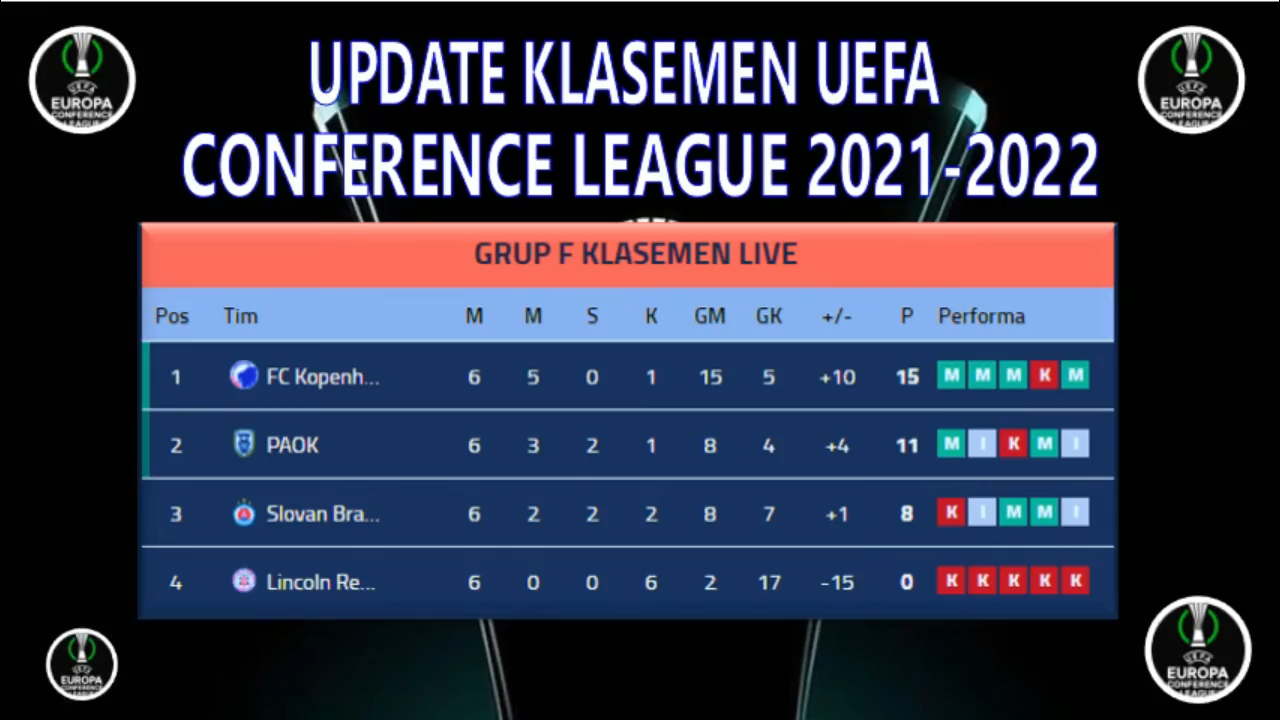 UPDATE KLASEMEN UEFA
CONFERENCE LEAGUE 2021-2022
UEFA
EUROPA
CONFERENCE
LEAGUE
UEFA
EUROPA
CONFERENCE
LEAGUE
GRUP F KLASEMEN LIVE
Pos Tim M M S K GM GK +/- P Performa
1 FC Kopenh... 6 5 0 1 15 5 +10 15 M M M K M
2 PAOK 6 3 2 1 8 4 +4 11 M I K M I
3 Slovan Bra... 6 2 2 2 8 7 +1 8 K I M M I
4 Lincoln Re... 6 0 0 6 2 17 -15 0 K K K K K
UEFA
EUROPA
CONFERENCE
LEAGUE
UEFA
EUROPA
CONFERENCE
LEAGUE